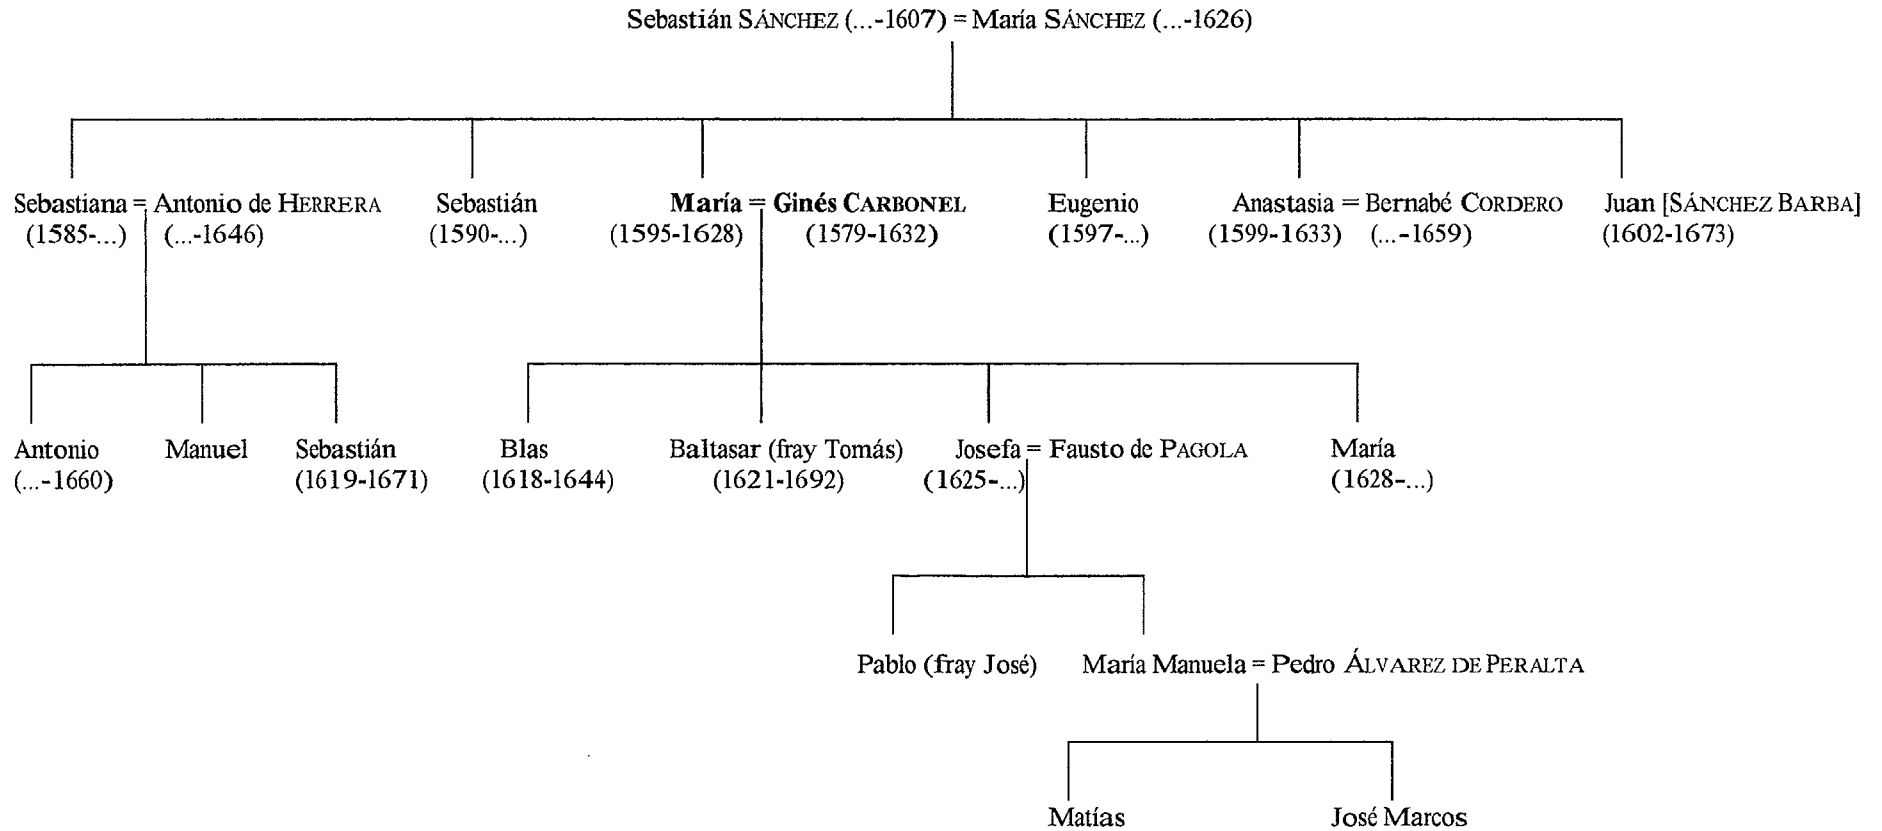 Sebastián SÁNCHEZ (...-1607) = María SÁNCHEZ (...-1626)
Sebastiana = Antonio de HERRERA Sebastián María = Ginés CARBONEL Eugenio Anastasia = Bernabé CORDERO Juan [SÁNCHEZ BARBA]
(1585-...) (...-1646) (1590-...) (1595-1628) (1579-1632) (1597-...) (1599-1633) (...-1659) (1602-1673)
Antonio Manuel Sebastián Blas Baltasar (fray Tomás) Josefa = Fausto de PAGOLA María
(...-1660) (1619-1671) (1618-1644) (1621-1692) (1625-...) (1628-...)
Pablo (fray José) María Manuela = Pedro ÁLVAREZ DE PERALTA
Matías José Marcos